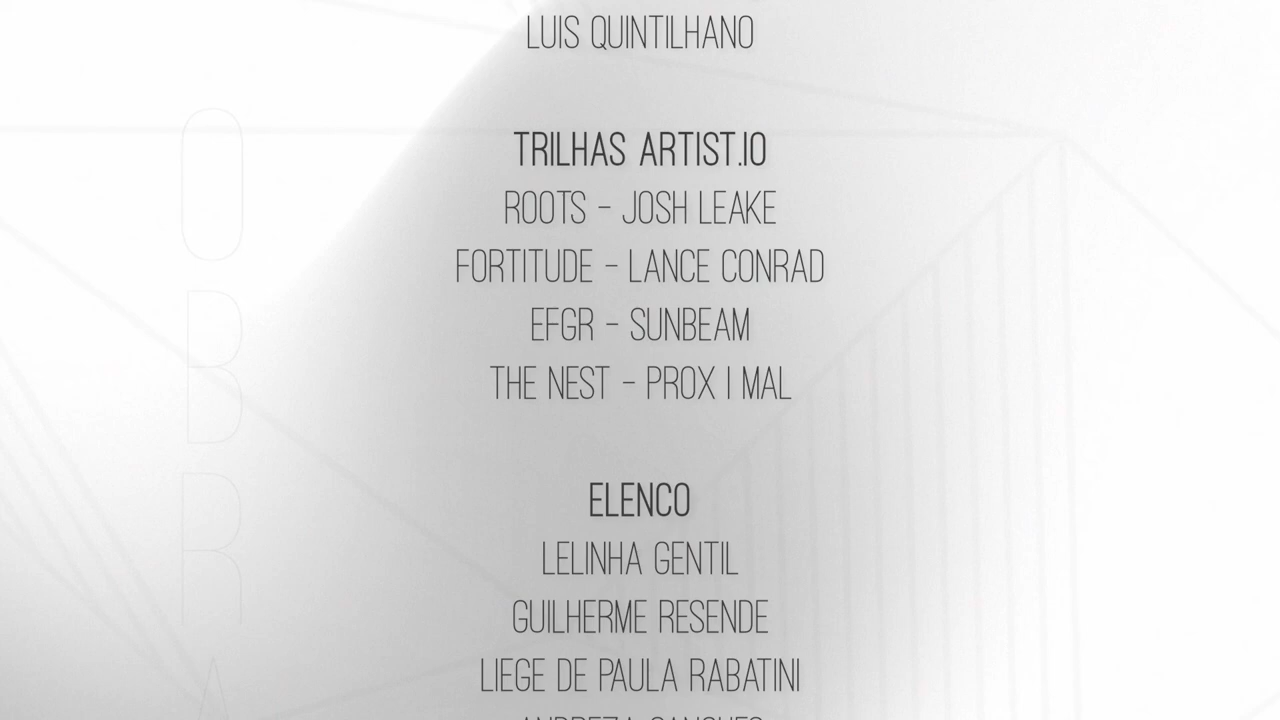 LUIS QUINTILHANO
TRILHAS ARTIST.IO
ROOTS - JOSH LEAKE
FORTITUDE - LANCE CONRAD
EFGR - SUNBEAM
THE NEST - PROX I MAL
ELENCO
LELINHA GENTIL
GUILHERME RESENDE
LIEGE DE PAULA RABATINI
OBRA